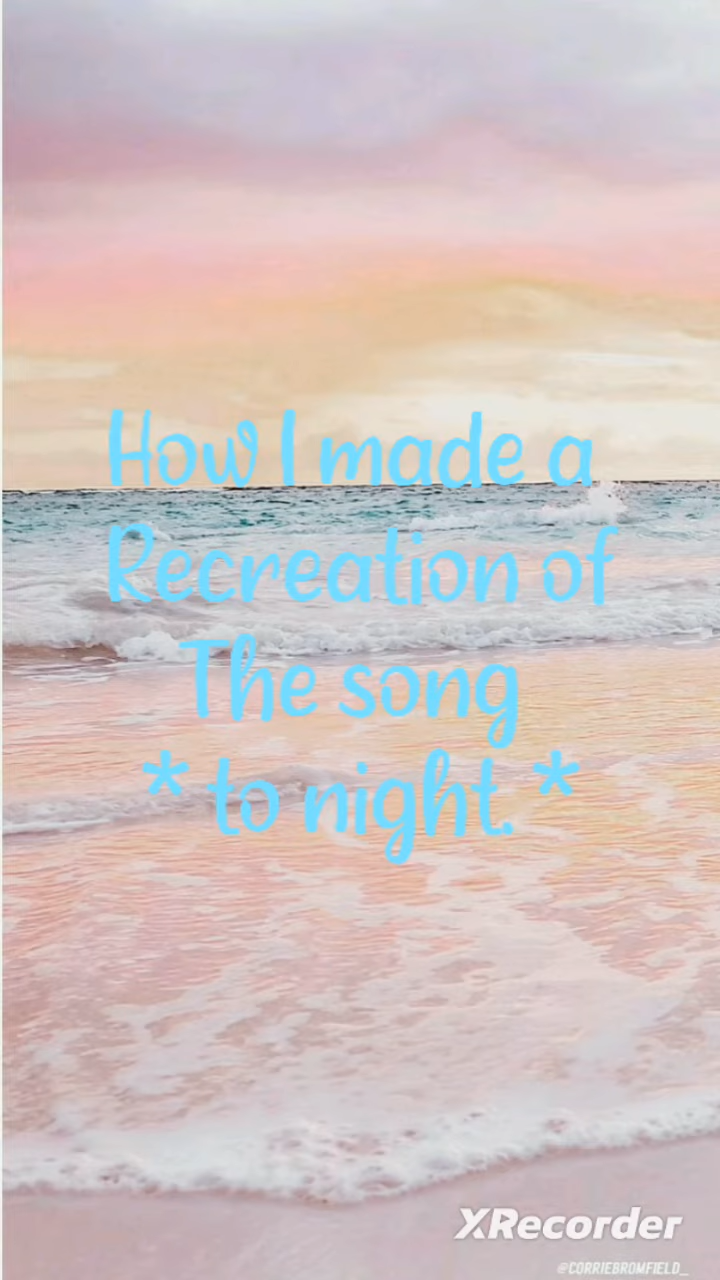 How I made a
Recreation of
The song
* to night. *
XRecorder
@CORRIEBROMFIELD_